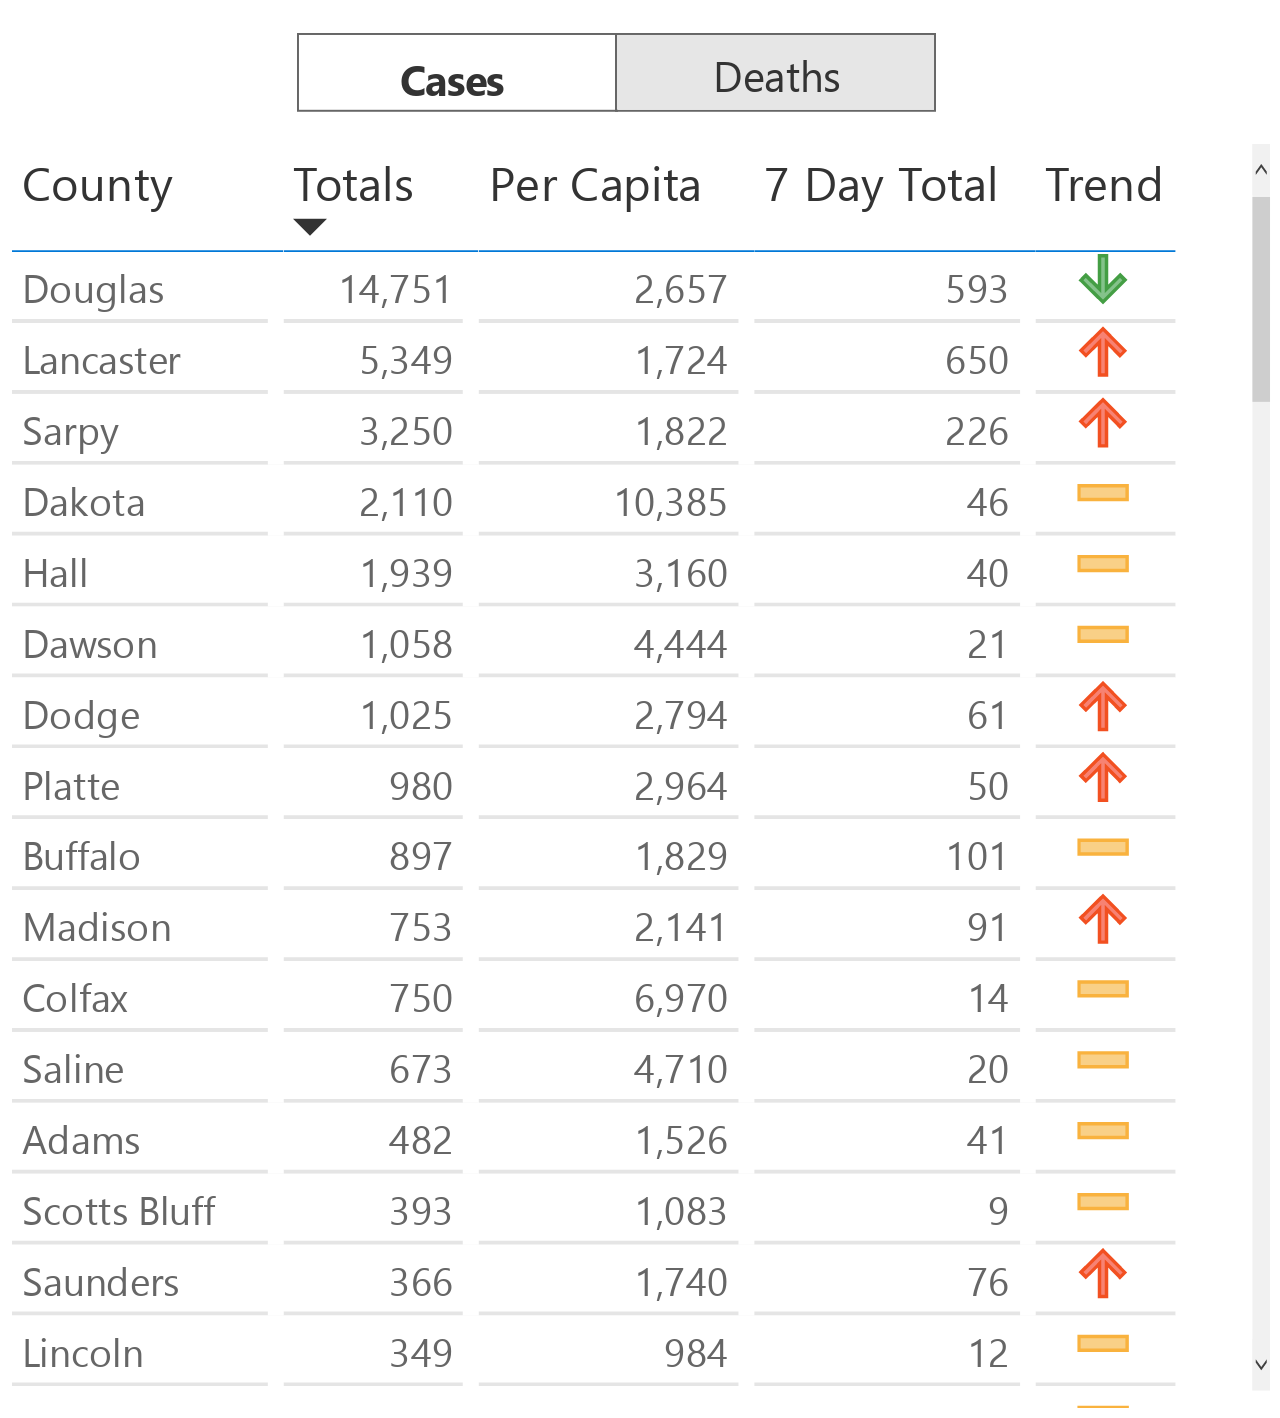 Cases Deaths
County Totals Per Capita 7 Day Total Trend
Douglas 14,751 2,657 593
Lancaster 5,349 1,724 650
Sarpy 3,250 1,822 226
Dakota 2,110 10,385 46
Hall 1,939 3,160 40
Dawson 1,058 4,444 21
Dodge 1,025 2,794 61
Platte 980 2,964 50
Buffalo 897 1,829 101
Madison 753 2,141 91
Colfax 750 6,970 14
Saline 673 4,710 20
Adams 482 1,526 41
Scotts Bluff 393 1,083 9
Saunders 366 1,740 76
Lincoln 349 984 12